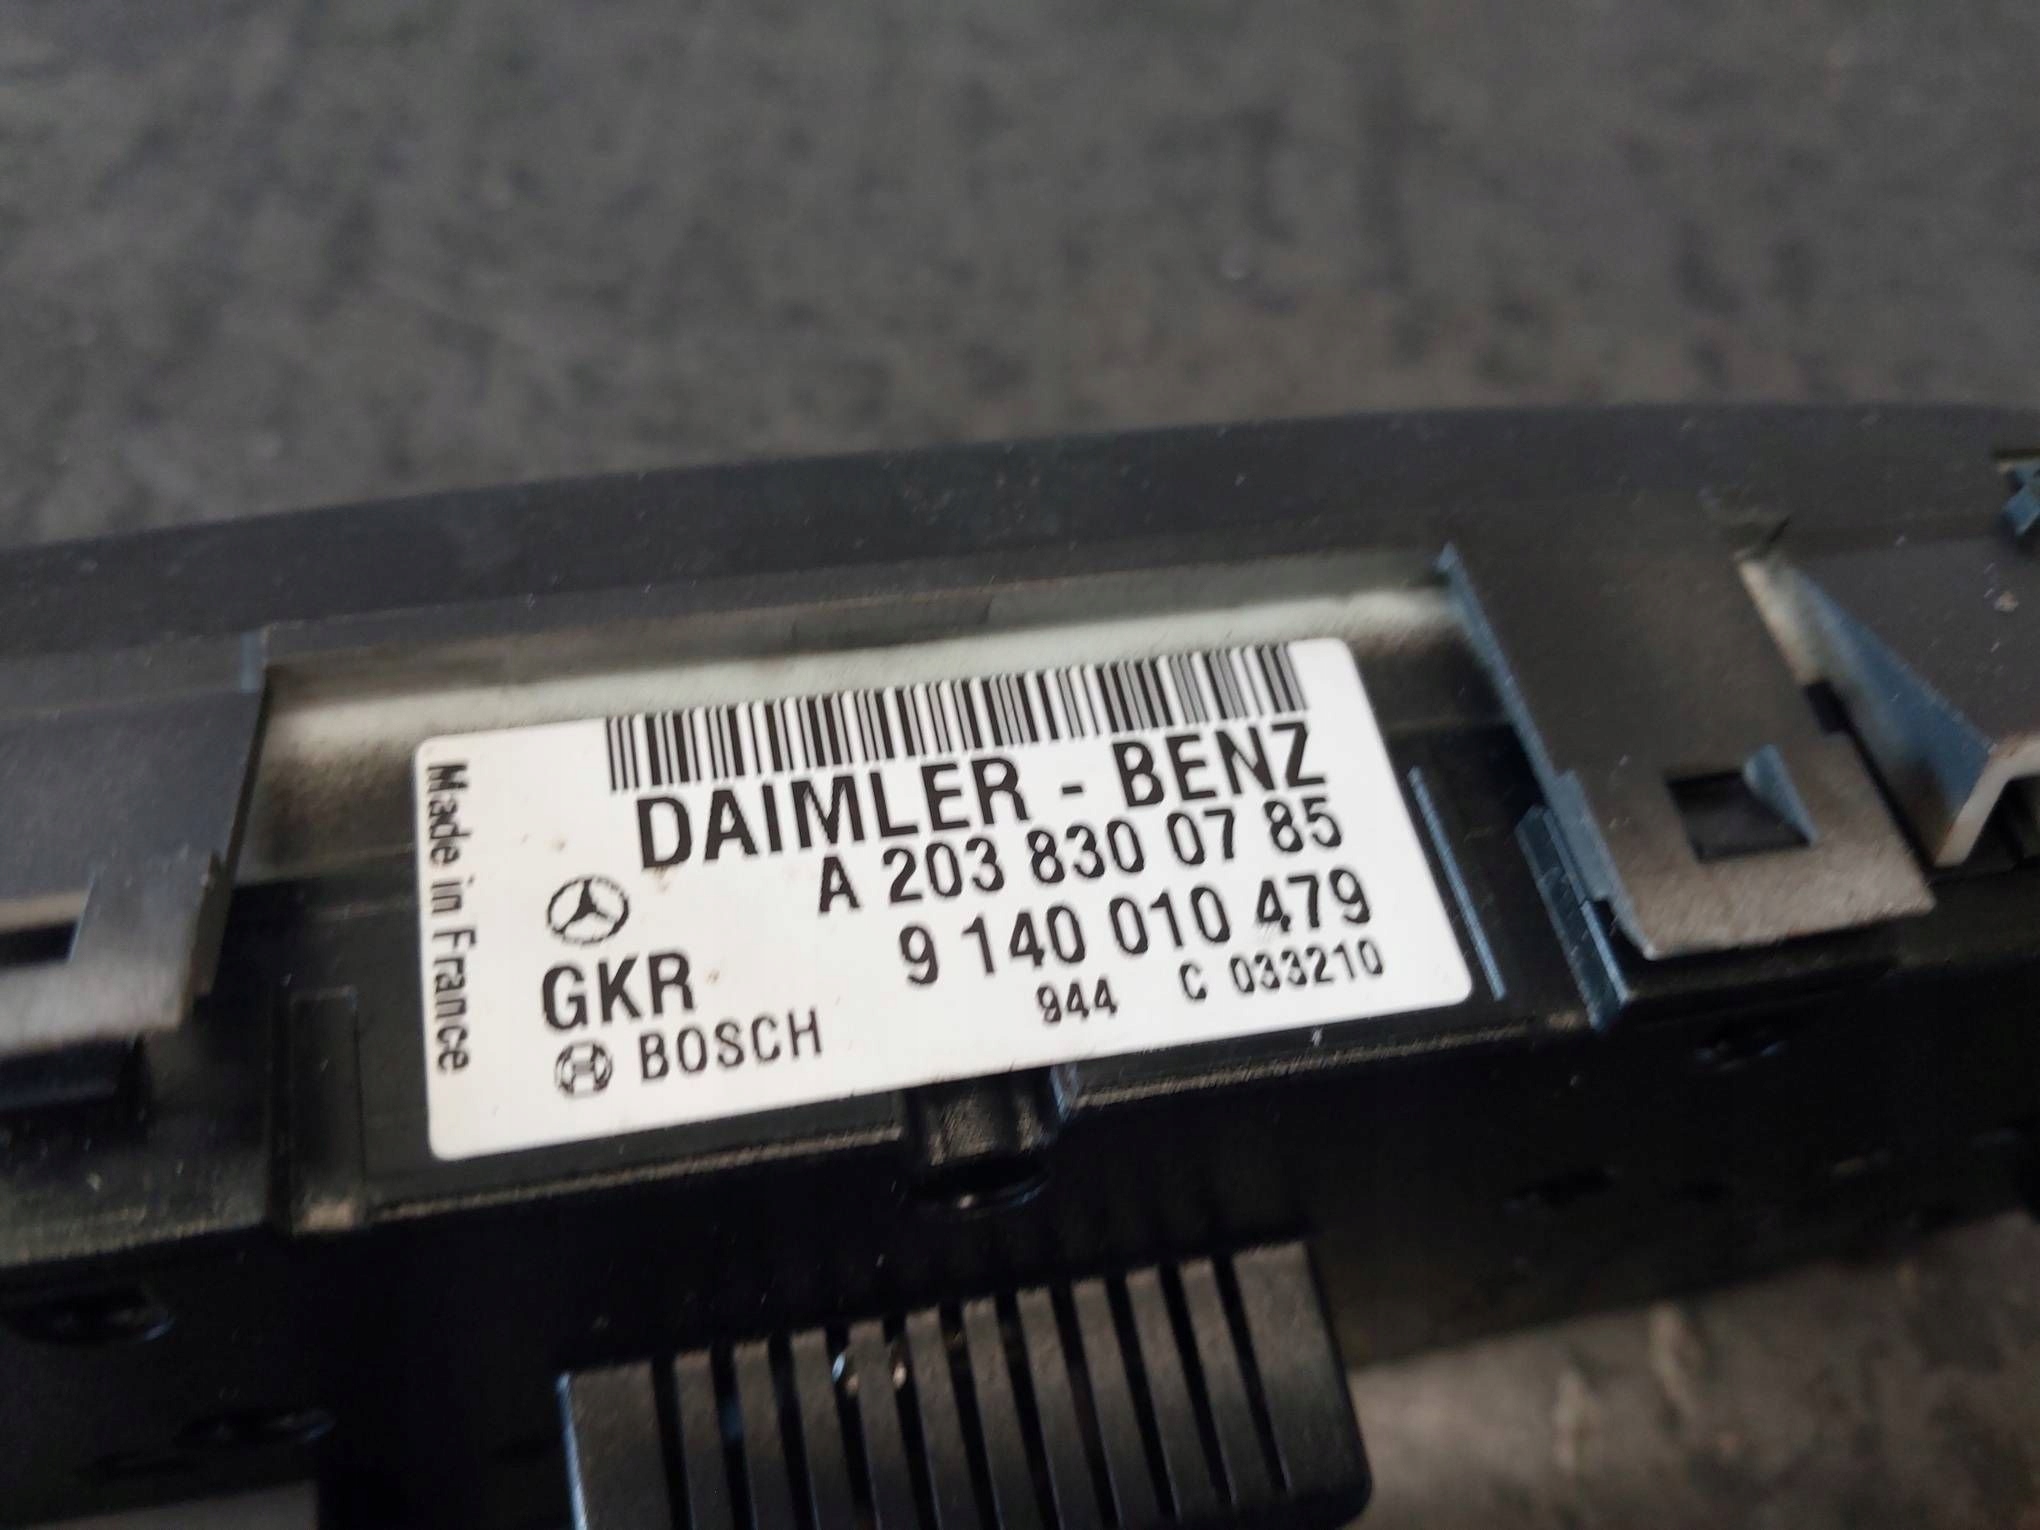 DAIMLER - BENZ
A 203 830 07 85
GKR
9 140 010 479
BOSCH
944 C 033210
Made in France